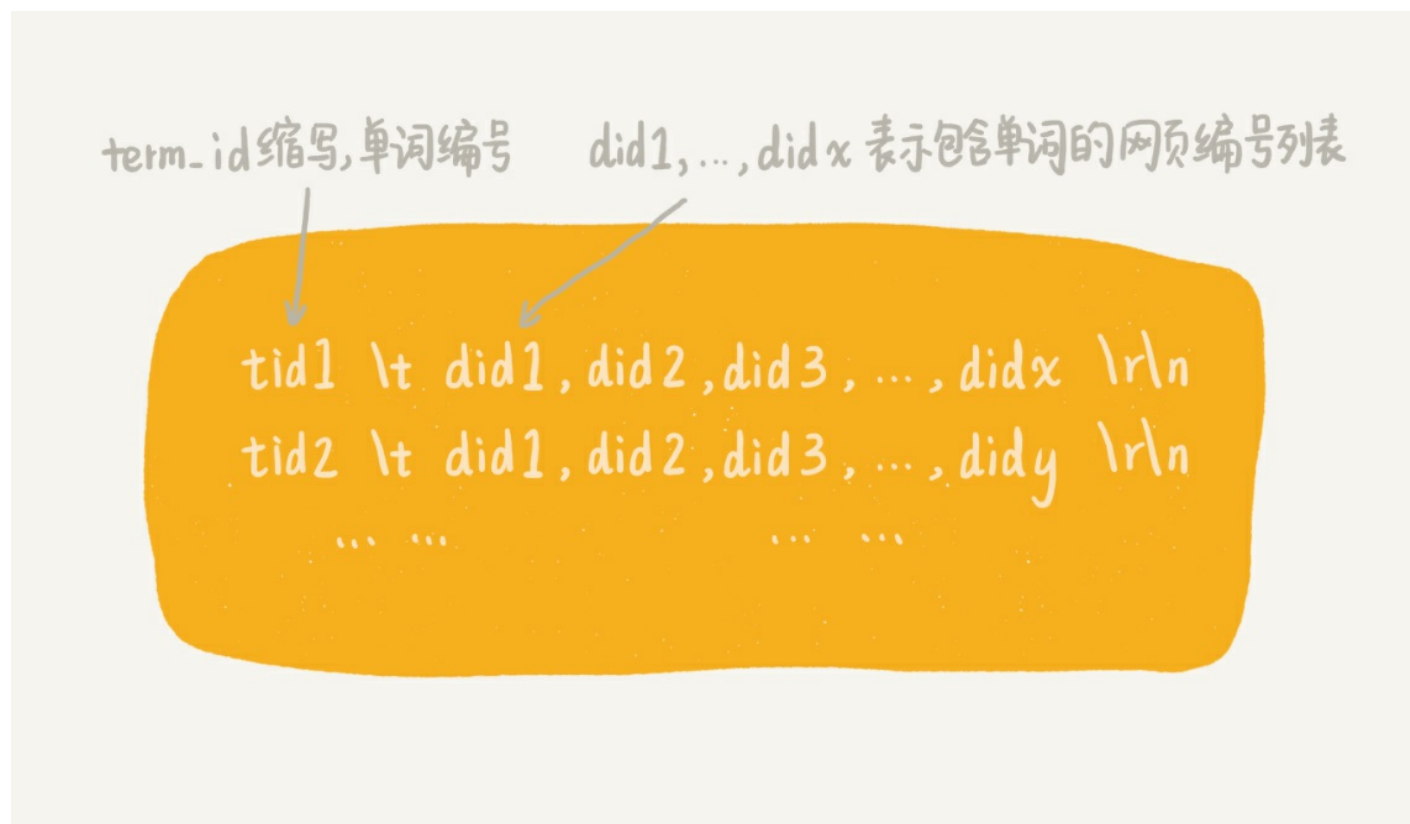 term_id缩写,单词编号 did1,...,didx 表示包含单词的网页编号列表
tid1 \t did1,did2,did3,...,didx \r\n
tid2 \t did1,did2,did3,...,didy \r\n
... ... ... ...